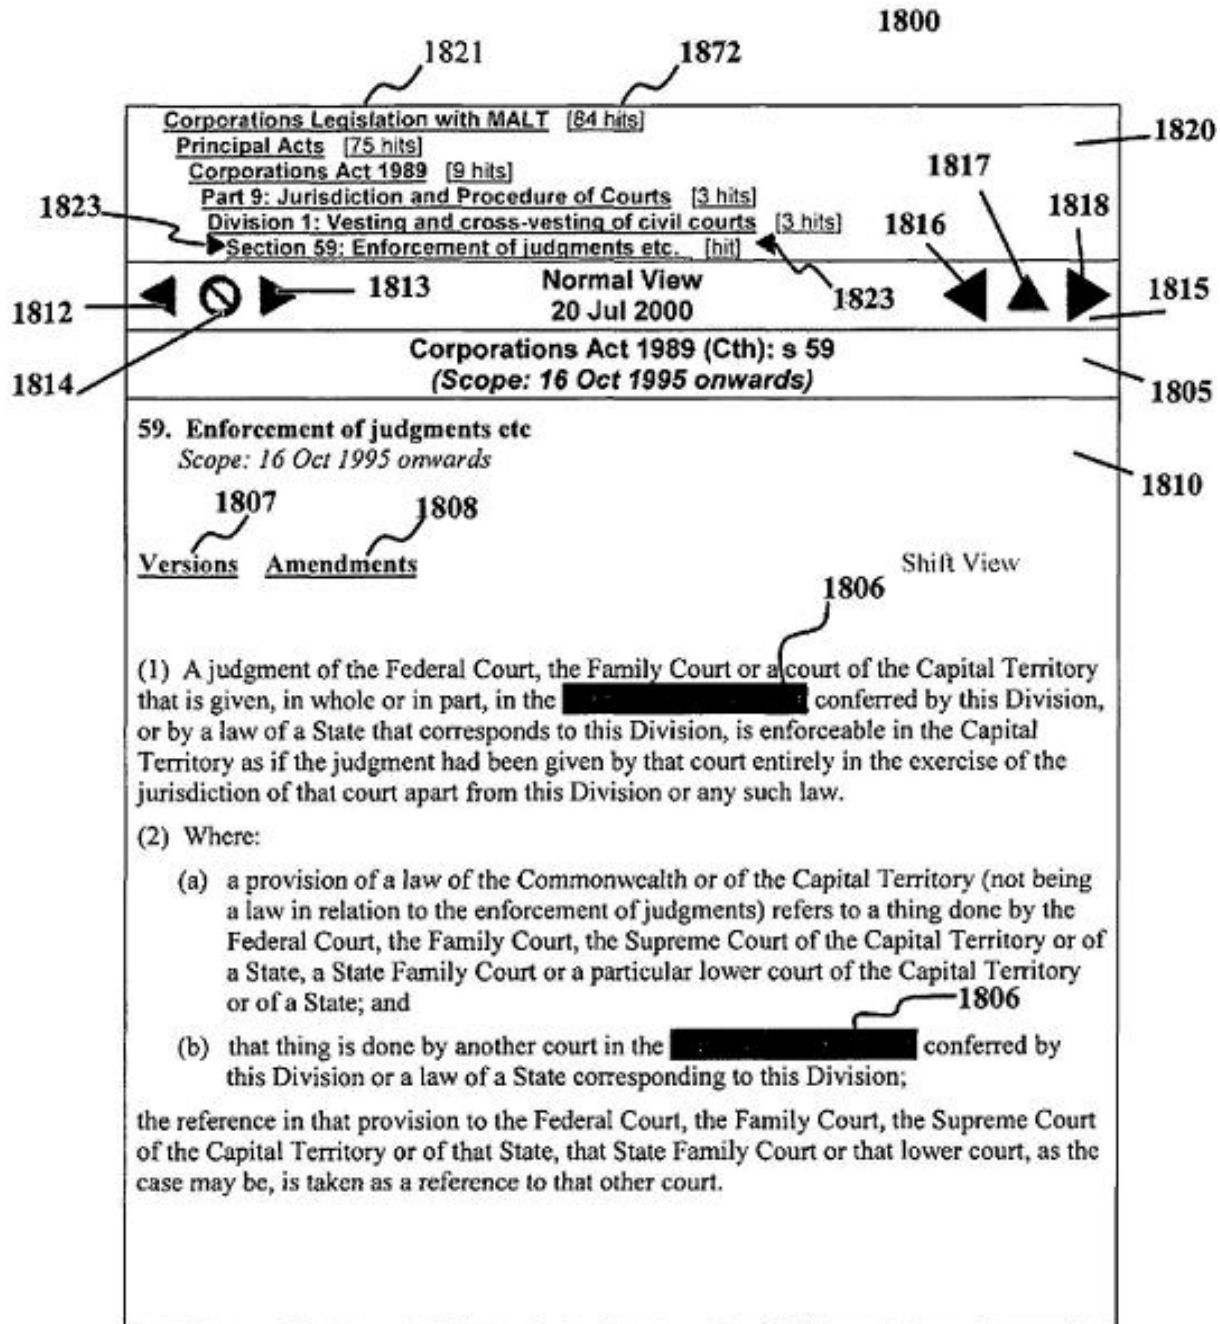 1800
1821 1872
Corporations Legislation with MALT [84 hits]
1820
Principal Acts [75 hits]
1817
Corporations Act 1989 [9 hits]
Part 9: Jurisdiction and Procedure of Courts [3 hits]
1823 1818
Division 1: Vesting and cross-vesting of civil courts [3 hits]
1816
Section 59: Enforcement of judgments etc. [hit]
1813 Normal View 1823 1815
1812 20 Jul 2000
Corporations Act 1989 (Cth): s 59
1814 (Scope: 16 Oct 1995 onwards) 1805
59. Enforcement of judgments etc
Scope: 16 Oct 1995 onwards
1810
1807 1808
Versions Amendments Shift View
1806
(1) A judgment of the Federal Court, the Family Court or a court of the Capital Territory
that is given, in whole or in part, in the conferred by this Division,
or by a law of a State that corresponds to this Division, is enforceable in the Capital
Territory as if the judgment had been given by that court entirely in the exercise of the
jurisdiction of that court apart from this Division or any such law.
(2) Where:
(a) a provision of a law of the Commonwealth or of the Capital Territory (not being
a law in relation to the enforcement of judgments) refers to a thing done by the
Federal Court, the Family Court, the Supreme Court of the Capital Territory or of
a State, a State Family Court or a particular lower court of the Capital Territory
or of a State; and
1806
(b) that thing is done by another court in the conferred by
this Division or a law of a State corresponding to this Division;
the reference in that provision to the Federal Court, the Family Court, the Supreme Court
of the Capital Territory or of that State, that State Family Court or that lower court, as the
case may be, is taken as a reference to that other court.